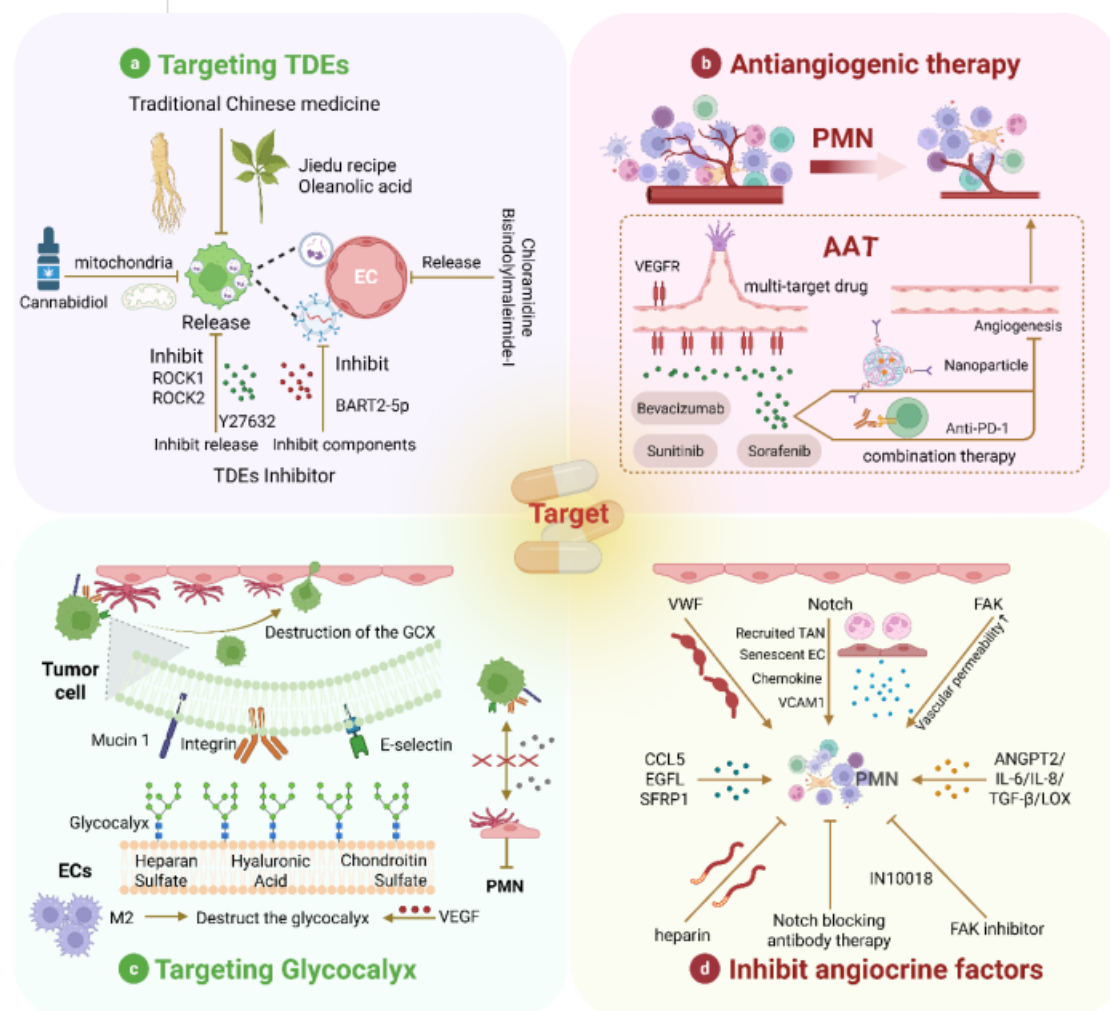 a Targeting TDEs
Traditional Chinese medicine
Jiedu recipe
Oleanolic acid
mitochondria
Cannabidiol
EC
Release
Chloramidine
Bisindolylmaleimide-I
Release
Inhibit
ROCK1
ROCK2
Y27632
Inhibit release
Inhibit
BART2-5p
Inhibit components
TDEs Inhibitor
b Antiangiogenic therapy
PMN
AAT
VEGFR
multi-target drug
Angiogenesis
Nanoparticle
Bevacizumab
Anti-PD-1
Sunitinib
Sorafenib
combination therapy
Target
Destruction of the GCX
Tumor
cell
Mucin 1
Integrin
E-selectin
Glycocalyx
Heparan
Sulfate
Hyaluronic
Acid
Chondroitin
Sulfate
ECs
PMN
M2
Destruct the glycocalyx
VEGF
c Targeting Glycocalyx
VWF
Notch
FAK
Recruited TAN
Senescent EC
Chemokine
VCAM1
Vascular permeability↑
CCL5
EGFL
SFRP1
PMN
ANGPT2/
IL-6/IL-8/
TGF-β/LOX
IN10018
heparin
Notch blocking
antibody therapy
FAK inhibitor
d Inhibit angiocrine factors